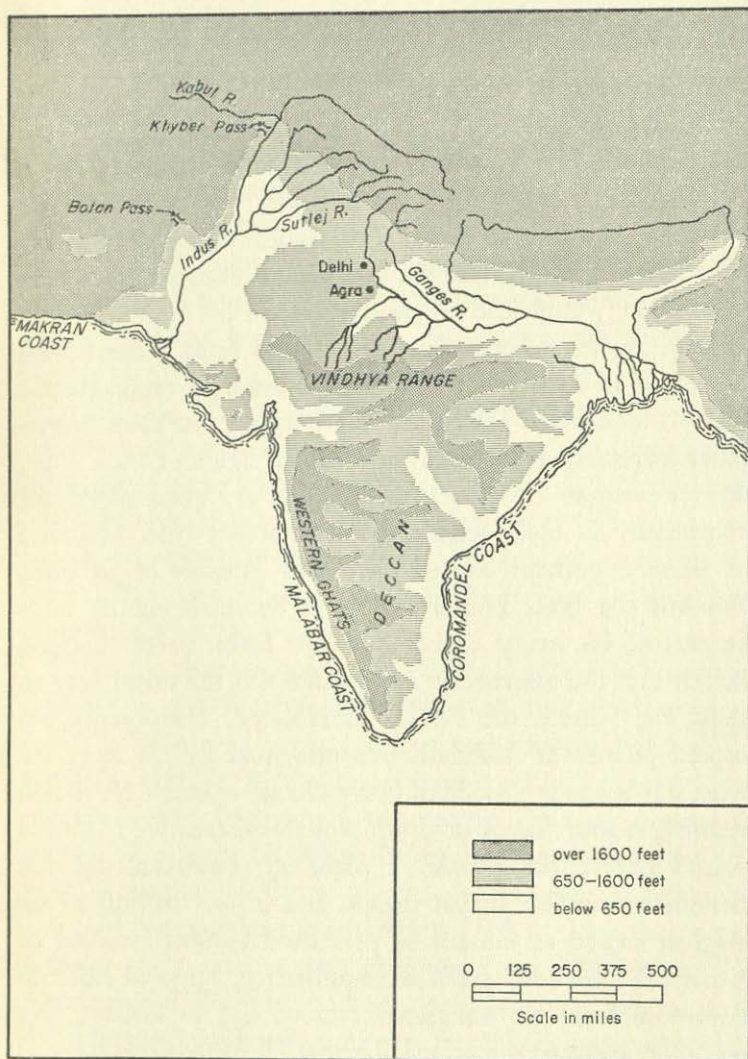 Kabul R.
Khyber Pass
Bolan Pass
Indus R.
Sutlej R.
Delhi
Agra
Ganges R.
MAKRAN
COAST
VINDHYA RANGE
WESTERN GHATS
MALABAR COAST
DECCAN
COROMANDEL COAST
over 1600 feet
650–1600 feet
below 650 feet
0 125 250 375 500
Scale in miles